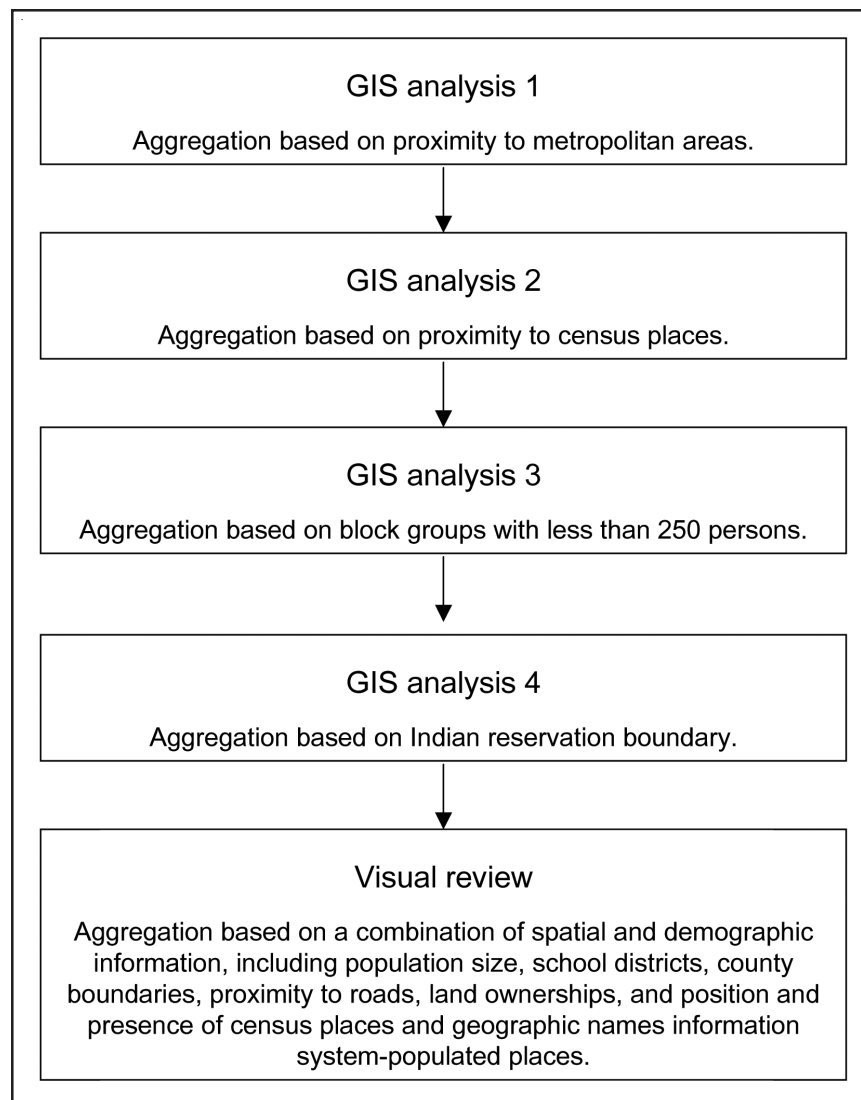 GIS analysis 1
Aggregation based on proximity to metropolitan areas.
GIS analysis 2
Aggregation based on proximity to census places.
GIS analysis 3
Aggregation based on block groups with less than 250 persons.
GIS analysis 4
Aggregation based on Indian reservation boundary.
Visual review
Aggregation based on a combination of spatial and demographic
information, including population size, school districts, county
boundaries, proximity to roads, land ownerships, and position and
presence of census places and geographic names information
system-populated places.